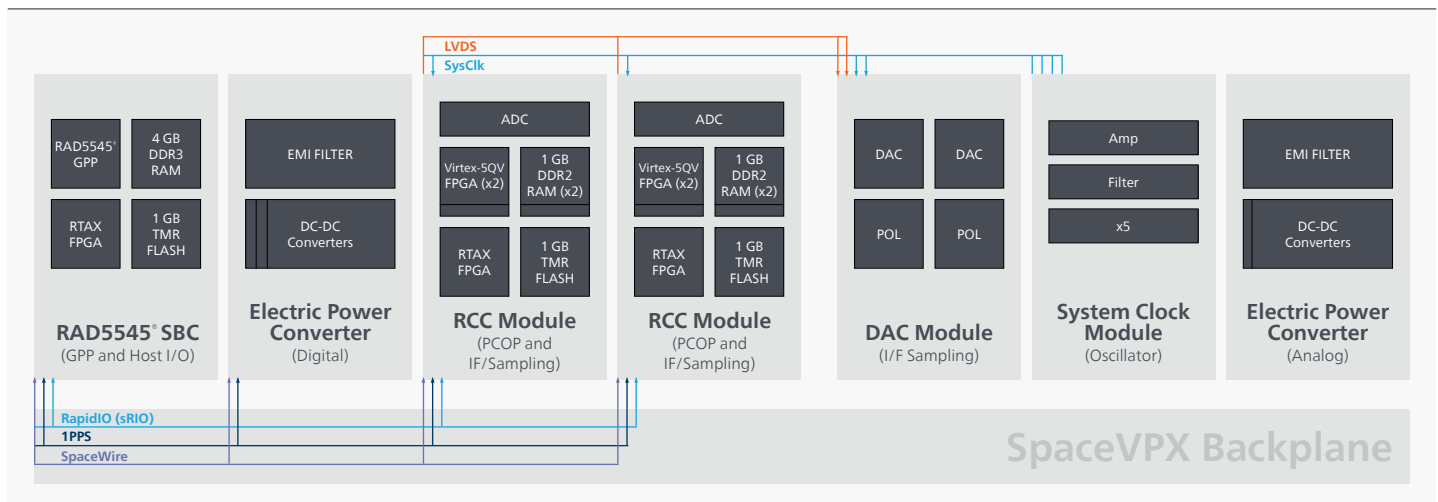 LVDS
SysClk
RAD5545®
GPP
4 GB
DDR3
RAM
RTAX
FPGA
1 GB
TMR
FLASH
RAD5545® SBC
(GPP and Host I/O)
EMI FILTER
DC-DC
Converters
Electric Power
Converter
(Digital)
ADC
Virtex-5QV
FPGA (x2)
1 GB
DDR2
RAM (x2)
RTAX
FPGA
1 GB
TMR
FLASH
RCC Module
(PCOP and
IF/Sampling)
ADC
Virtex-5QV
FPGA (x2)
1 GB
DDR2
RAM (x2)
RTAX
FPGA
1 GB
TMR
FLASH
RCC Module
(PCOP and
IF/Sampling)
DAC
DAC
POL
POL
DAC Module
(I/F Sampling)
Amp
Filter
x5
System Clock
Module
(Oscillator)
EMI FILTER
DC-DC
Converters
Electric Power
Converter
(Analog)
RapidIO (sRIO)
1PPS
SpaceWire
SpaceVPX Backplane